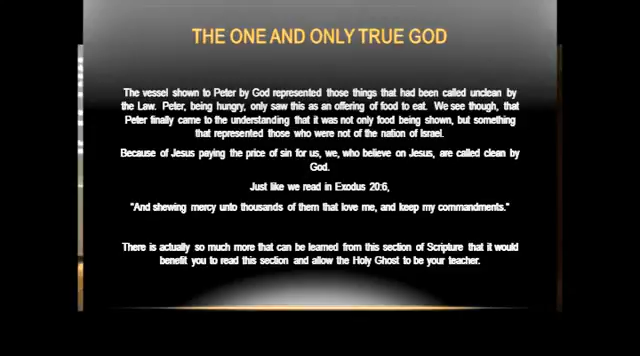 THE ONE AND ONLY TRUE GOD
The vessel shown to Peter by God represented those things that had been called unclean by
the Law. Peter, being hungry, only saw this as an offering of food to eat. We see though, that
Peter finally came to the understanding that it was not only food being shown, but something
that represented those who were not of the nation of Israel.
Because of Jesus paying the price of sin for us, we, who believe on Jesus, are called clean by
God.
Just like we read in Exodus 20:6,
"And shewing mercy unto thousands of them that love me, and keep my commandments."
There is actually so much more that can be learned from this section of Scripture that it would
benefit you to read this section and allow the Holy Ghost to be your teacher.